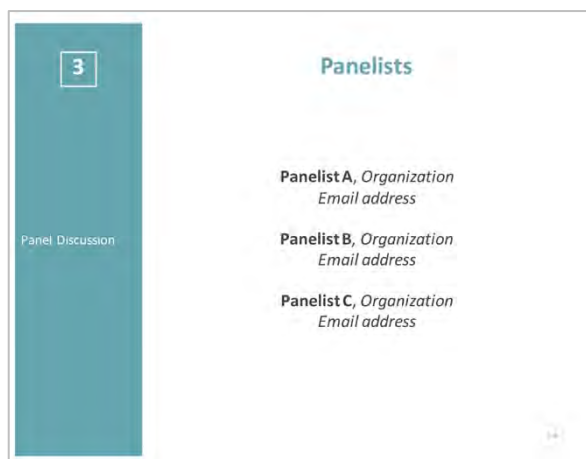 3
Panel Discussion
Panelists
Panelist A, Organization
Email address
Panelist B, Organization
Email address
Panelist C, Organization
Email address